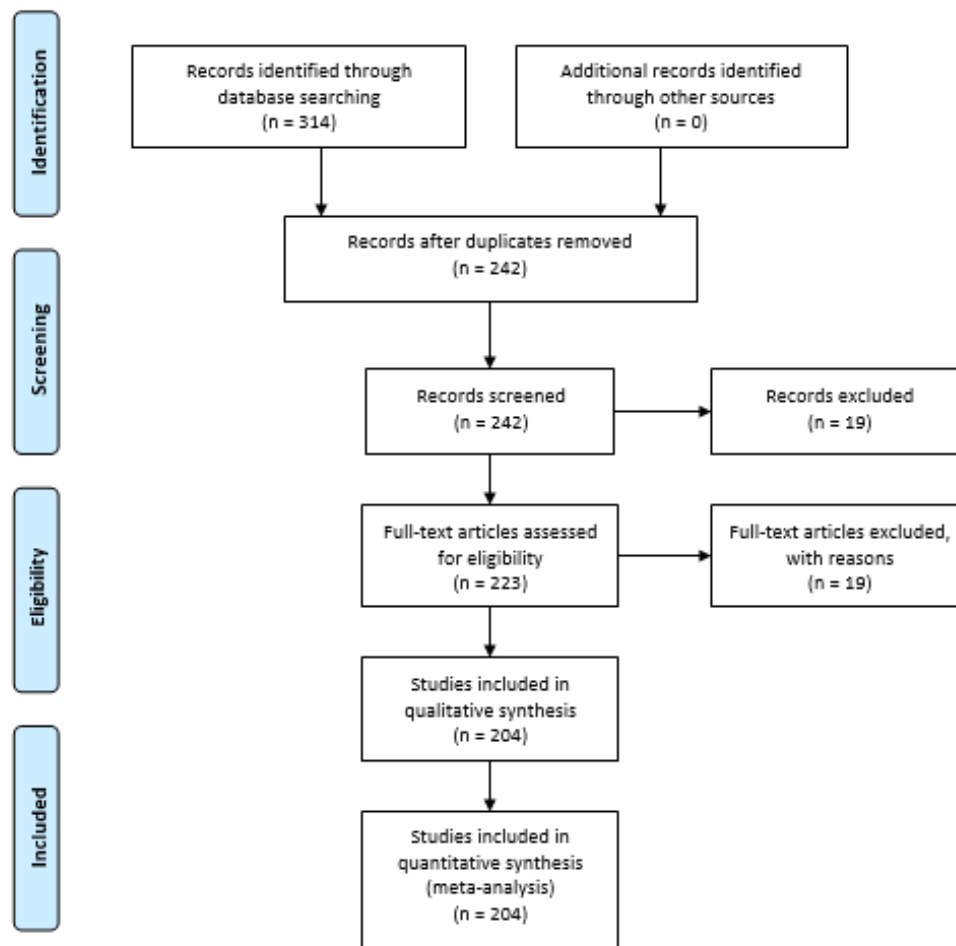 Identification
Records identified through
database searching
(n = 314)
Additional records identified
through other sources
(n = 0)
Records after duplicates removed
(n = 242)
Screening
Records screened
(n = 242)
Records excluded
(n = 19)
Eligibility
Full-text articles assessed
for eligibility
(n = 223)
Full-text articles excluded,
with reasons
(n = 19)
Studies included in
qualitative synthesis
(n = 204)
Included
Studies included in
quantitative synthesis
(meta-analysis)
(n = 204)